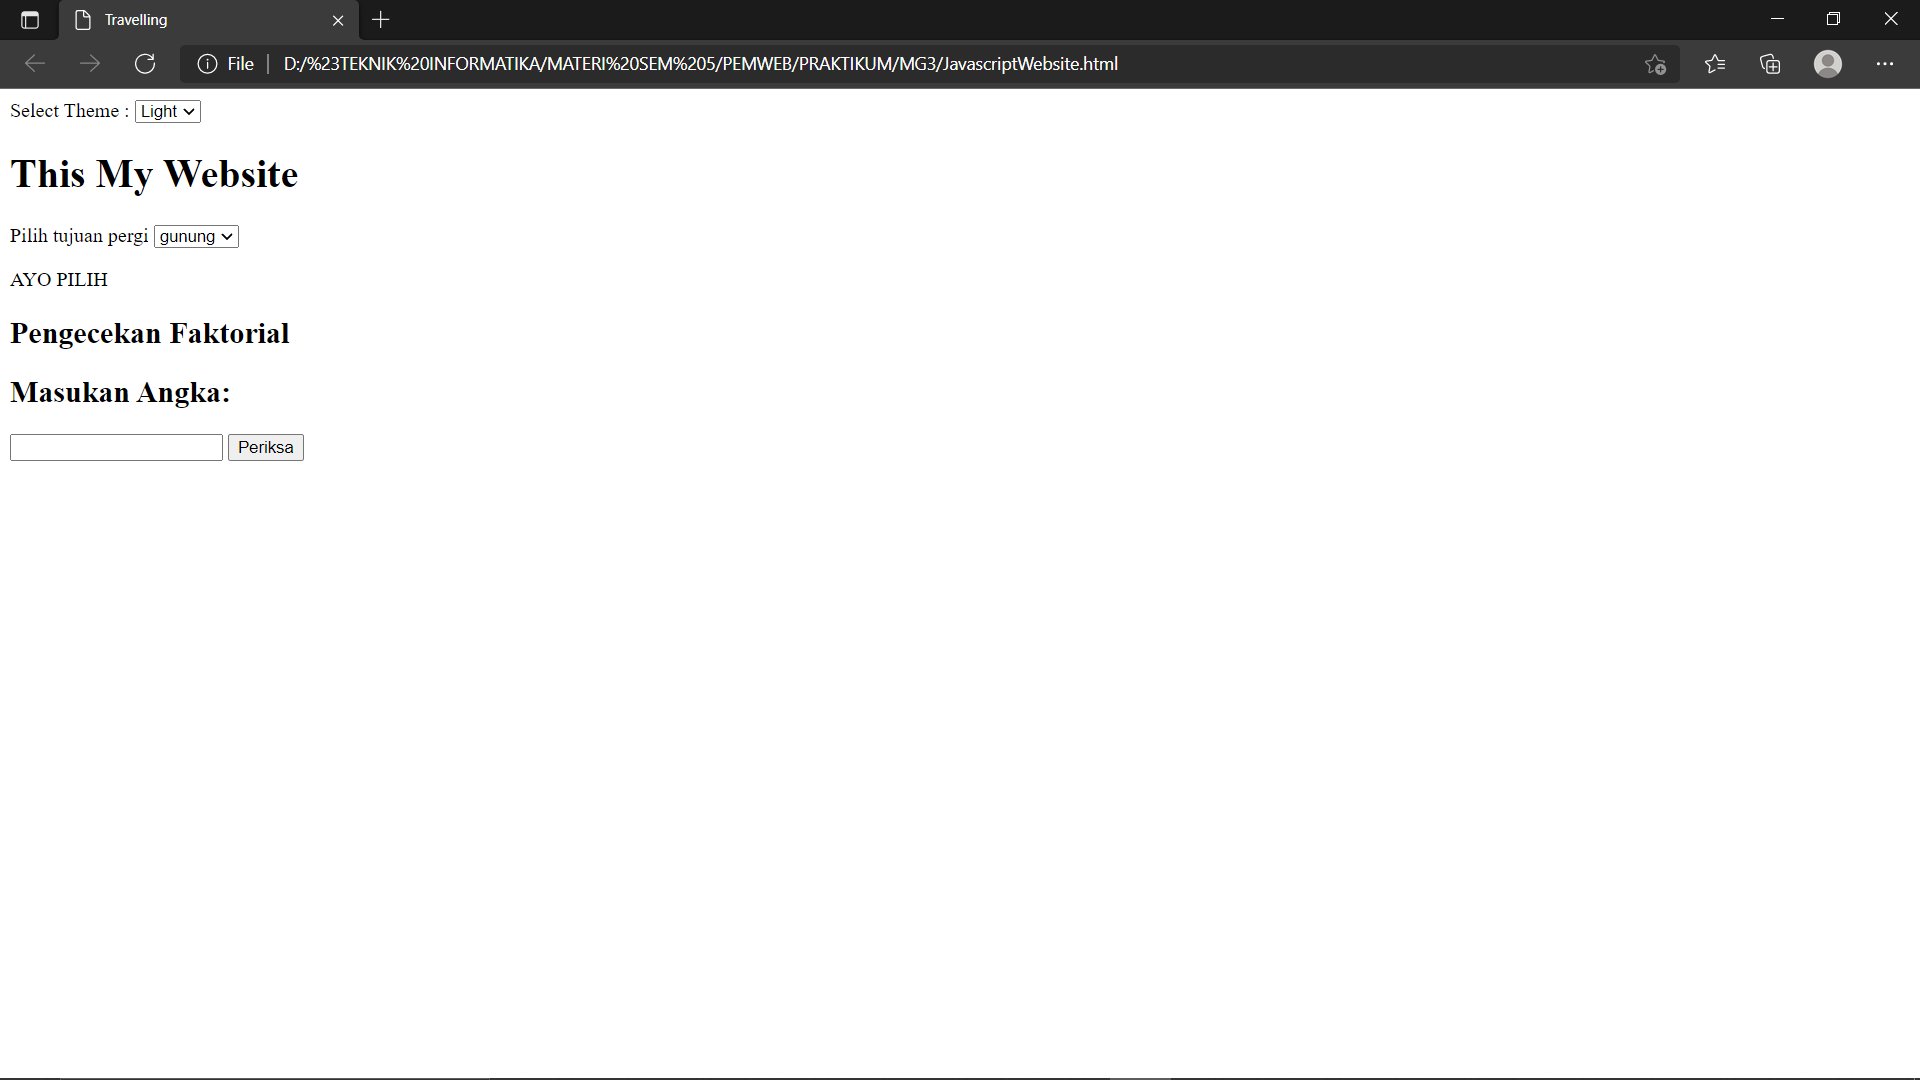 Travelling
File D:/%23TEKNIK%20INFORMATIKA/MATERI%20SEM%205/PEMWEB/PRAKTIKUM/MG3/JavascriptWebsite.html
Select Theme : Light
This My Website
Pilih tujuan pergi gunung
AYO PILIH
Pengecekan Faktorial
Masukan Angka:
Periksa